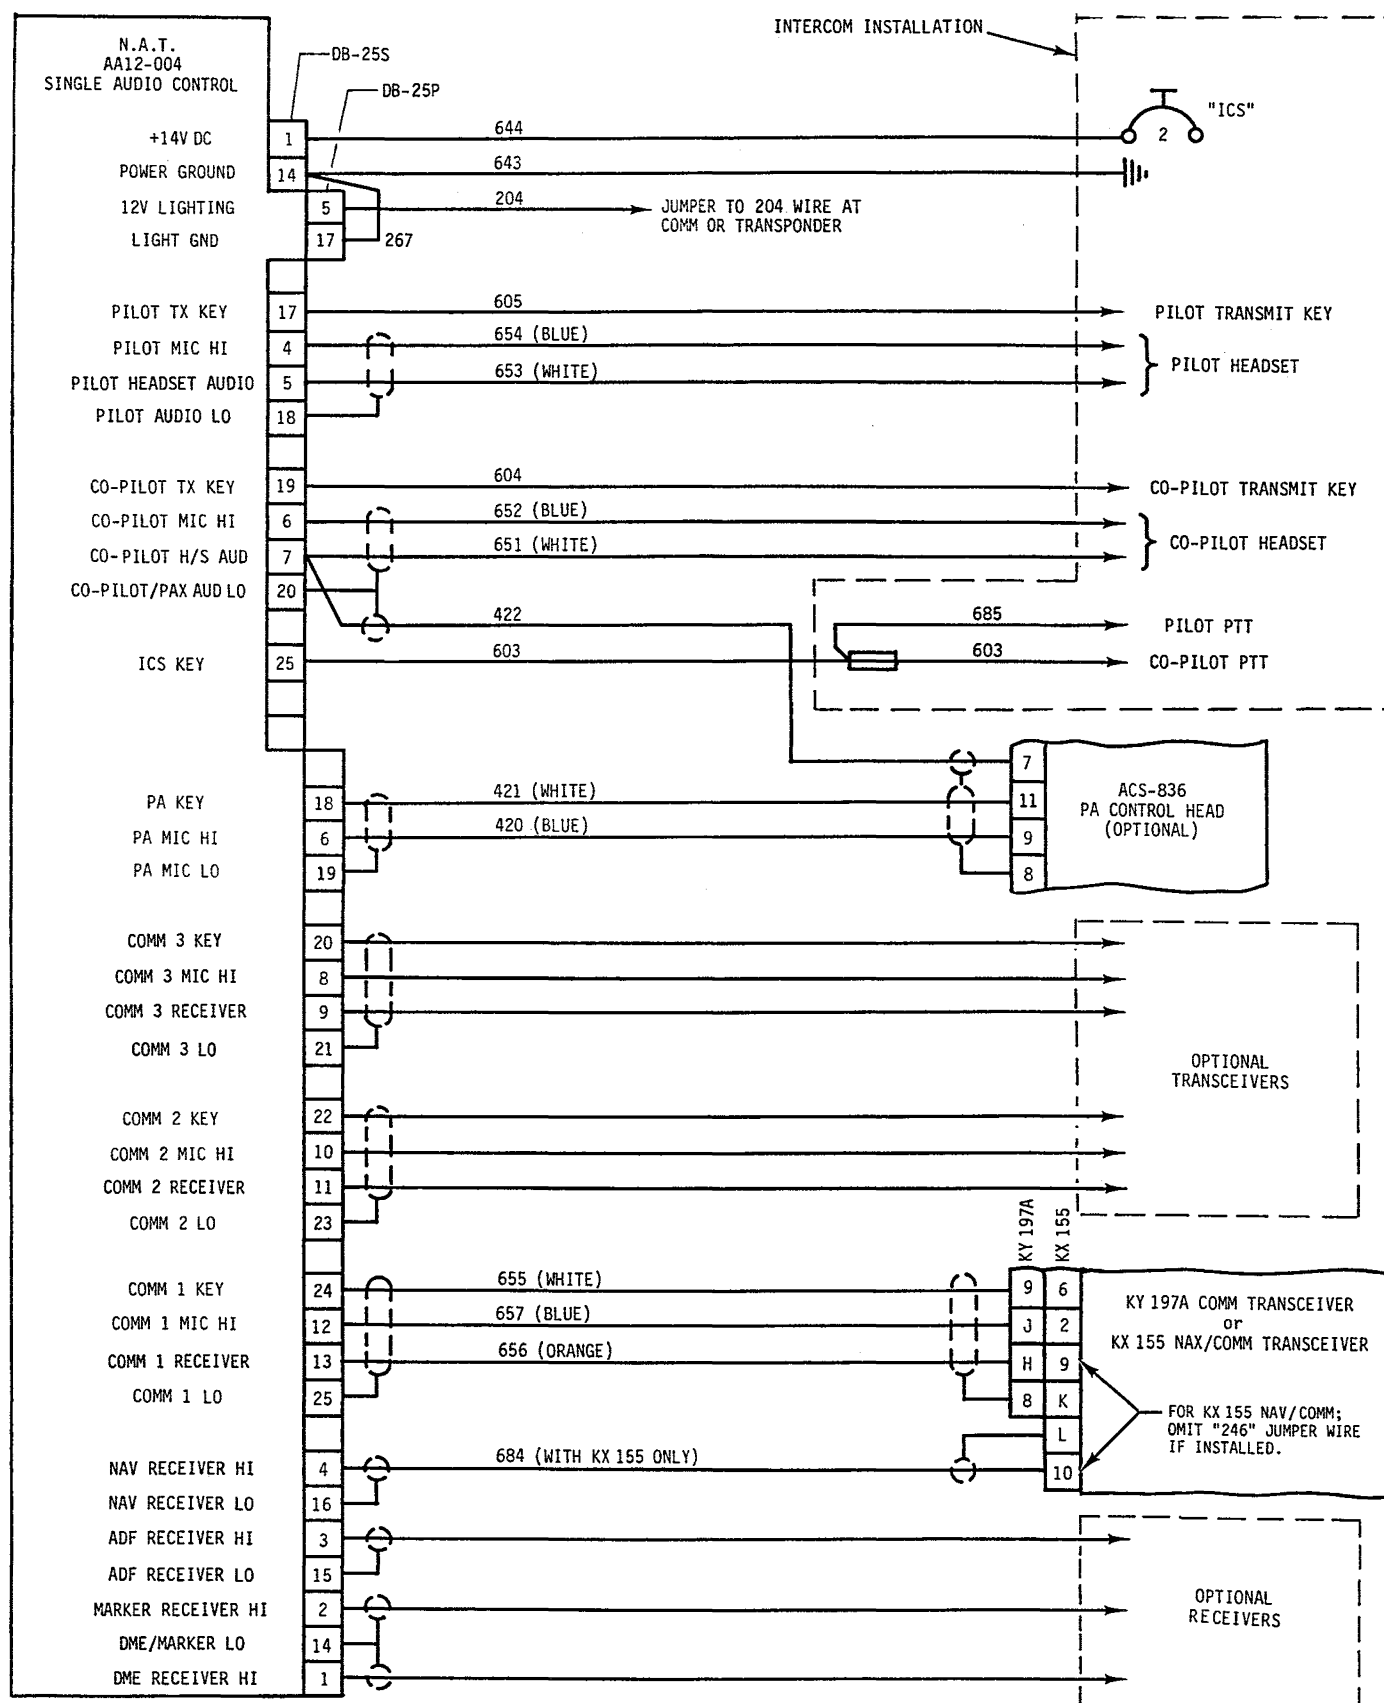 INTERCOM INSTALLATION
N.A.T.
AA12-004
SINGLE AUDIO CONTROL
DB-25S
DB-25P
+14V DC 1 644 2 "ICS"
POWER GROUND 14 643
12V LIGHTING 5 204 JUMPER TO 204 WIRE AT
COMM OR TRANSPONDER
LIGHT GND 17 267
PILOT TX KEY 17 605 PILOT TRANSMIT KEY
PILOT MIC HI 4 654 (BLUE)
PILOT HEADSET
PILOT HEADSET AUDIO 5 653 (WHITE)
PILOT AUDIO LO 18
CO-PILOT TX KEY 19 604 CO-PILOT TRANSMIT KEY
CO-PILOT MIC HI 6 652 (BLUE)
CO-PILOT HEADSET
CO-PILOT H/S AUD 7 651 (WHITE)
CO-PILOT/PAX AUD LO 20
422 685 PILOT PTT
ICS KEY 25 603 603 CO-PILOT PTT
7
PA KEY 18 421 (WHITE) 11
PA MIC HI 6 420 (BLUE) 9
PA MIC LO 19 8
ACS-836
PA CONTROL HEAD
(OPTIONAL)
COMM 3 KEY 20
COMM 3 MIC HI 8
COMM 3 RECEIVER 9
COMM 3 LO 21
OPTIONAL
TRANSCEIVERS
COMM 2 KEY 22
COMM 2 MIC HI 10
COMM 2 RECEIVER 11
COMM 2 LO 23
KY 197A KX 155
COMM 1 KEY 24 655 (WHITE) 9 6
COMM 1 MIC HI 12 657 (BLUE) J 2
COMM 1 RECEIVER 13 656 (ORANGE) H 9
COMM 1 LO 25 8 K
L
KY 197A COMM TRANSCEIVER
or
KX 155 NAX/COMM TRANSCEIVER
FOR KX 155 NAV/COMM;
OMIT "246" JUMPER WIRE
IF INSTALLED.
NAV RECEIVER HI 4 684 (WITH KX 155 ONLY) 10
NAV RECEIVER LO 16
ADF RECEIVER HI 3
ADF RECEIVER LO 15
MARKER RECEIVER HI 2
DME/MARKER LO 14
DME RECEIVER HI 1
OPTIONAL
RECEIVERS